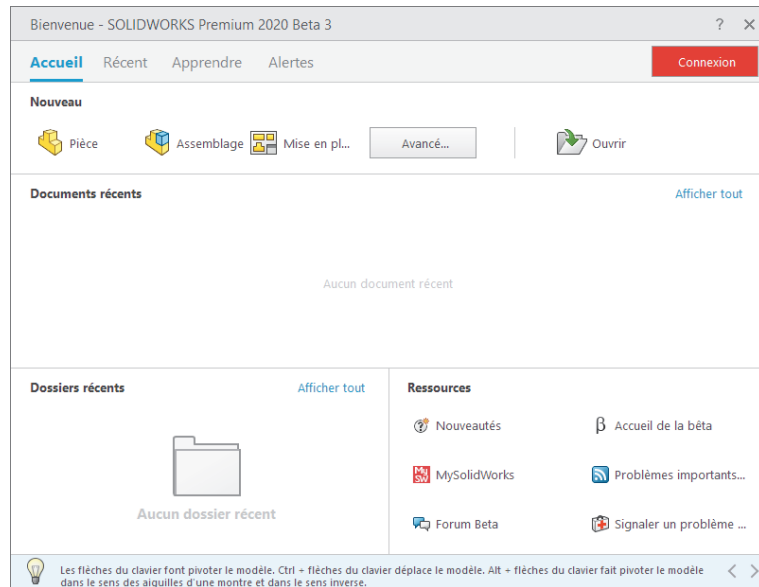 Bienvenue - SOLIDWORKS Premium 2020 Beta 3
Accueil Récent Apprendre Alertes Connexion
Nouveau
Pièce Assemblage Mise en pl... Avancé... Ouvrir
Documents récents Afficher tout
Aucun document récent
Dossiers récents Afficher tout Ressources
Nouveautés β Accueil de la bêta
My SW MySolidWorks Problèmes importants...
Aucun dossier récent
Forum Beta Signaler un problème ...
Les flèches du clavier font pivoter le modèle. Ctrl + flèches du clavier déplace le modèle. Alt + flèches du clavier fait pivoter le modèle
dans le sens des aiguilles d'une montre et dans le sens inverse.